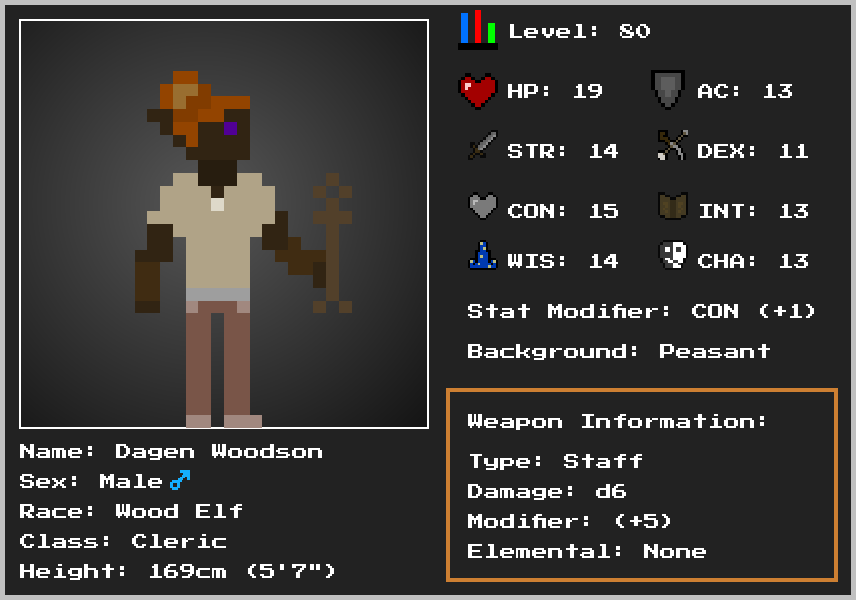 Level: 80
HP: 19 AC: 13
STR: 14 DEX: 11
CON: 15 INT: 13
WIS: 14 CHA: 13
Stat Modifier: CON (+1)
Background: Peasant
Weapon Information:
Type: Staff
Damage: d6
Modifier: (+5)
Elemental: None
Name: Dagen Woodson
Sex: Male ♂
Race: Wood Elf
Class: Cleric
Height: 169cm (5'7")